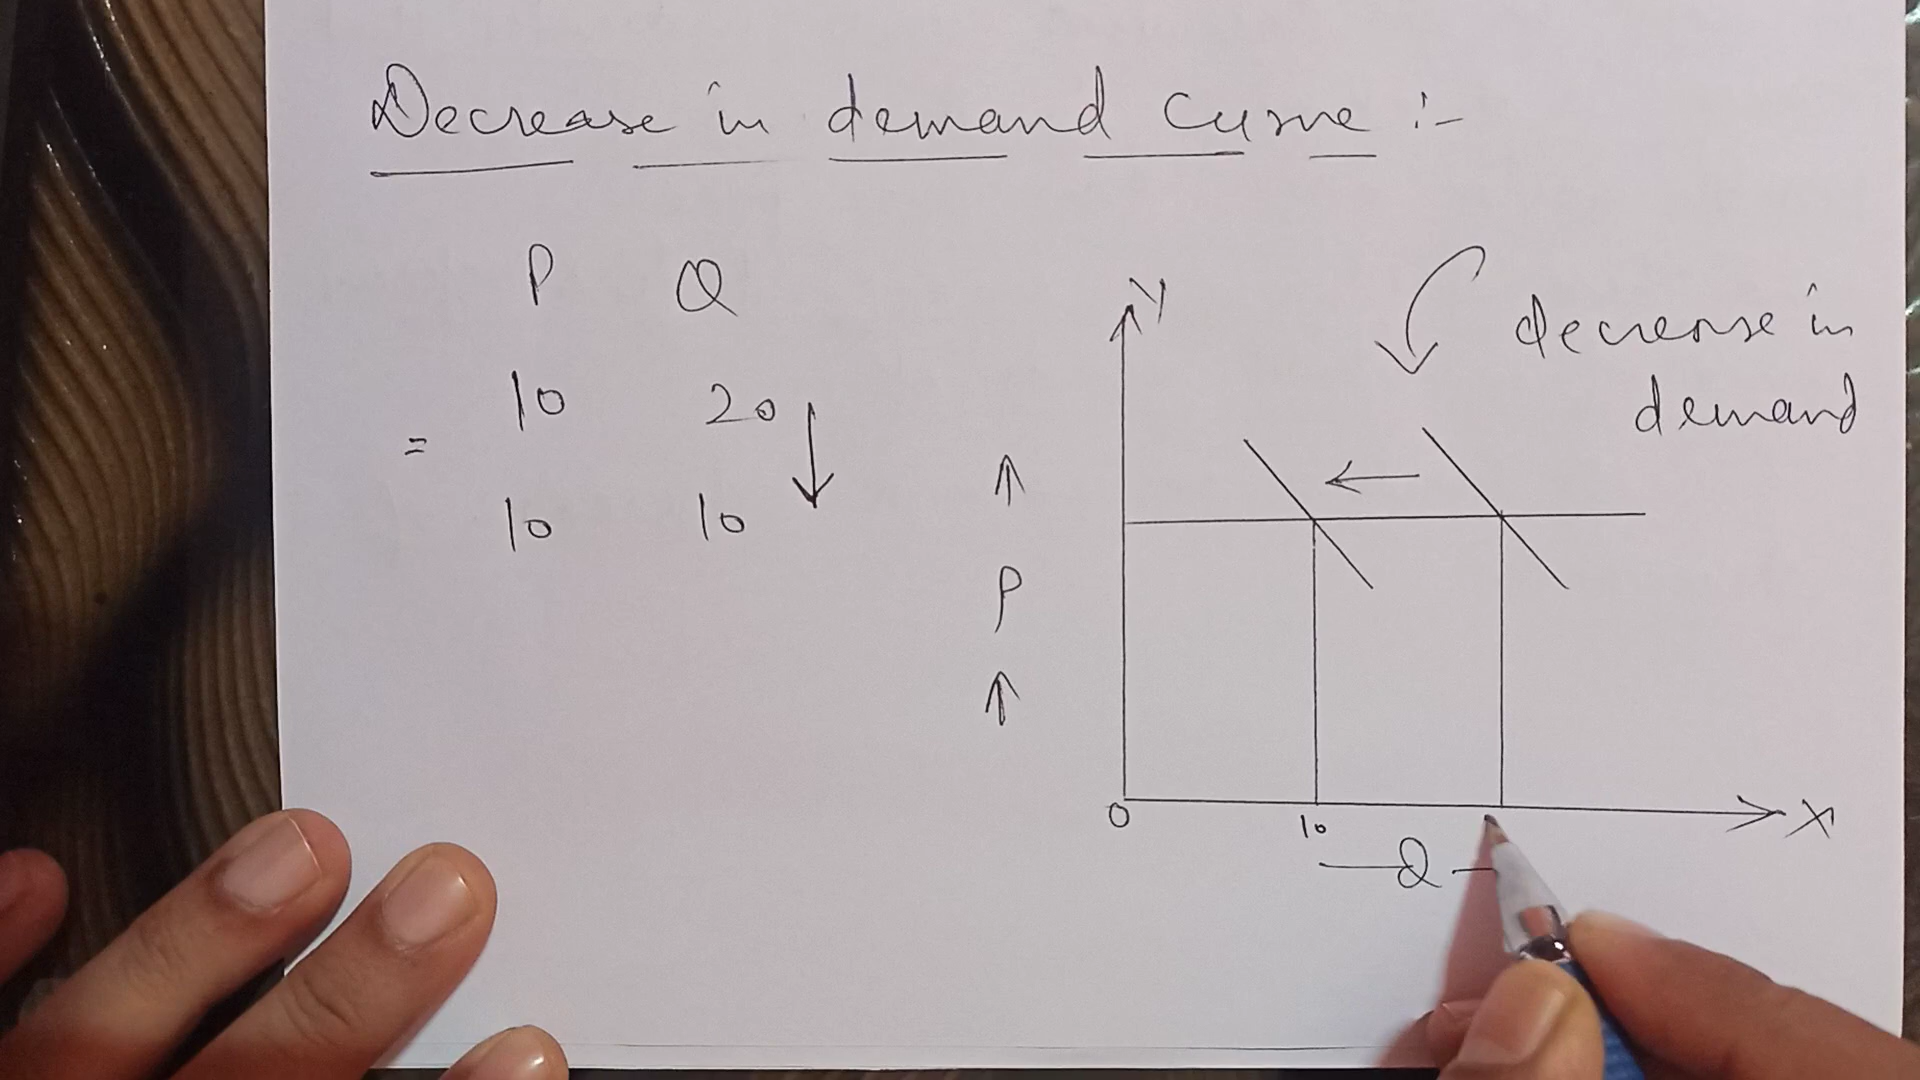 Decrease in demand curve :-
P Q
10 20
=
10 10
Y
decrease in
demand
P
0 10 X
Q